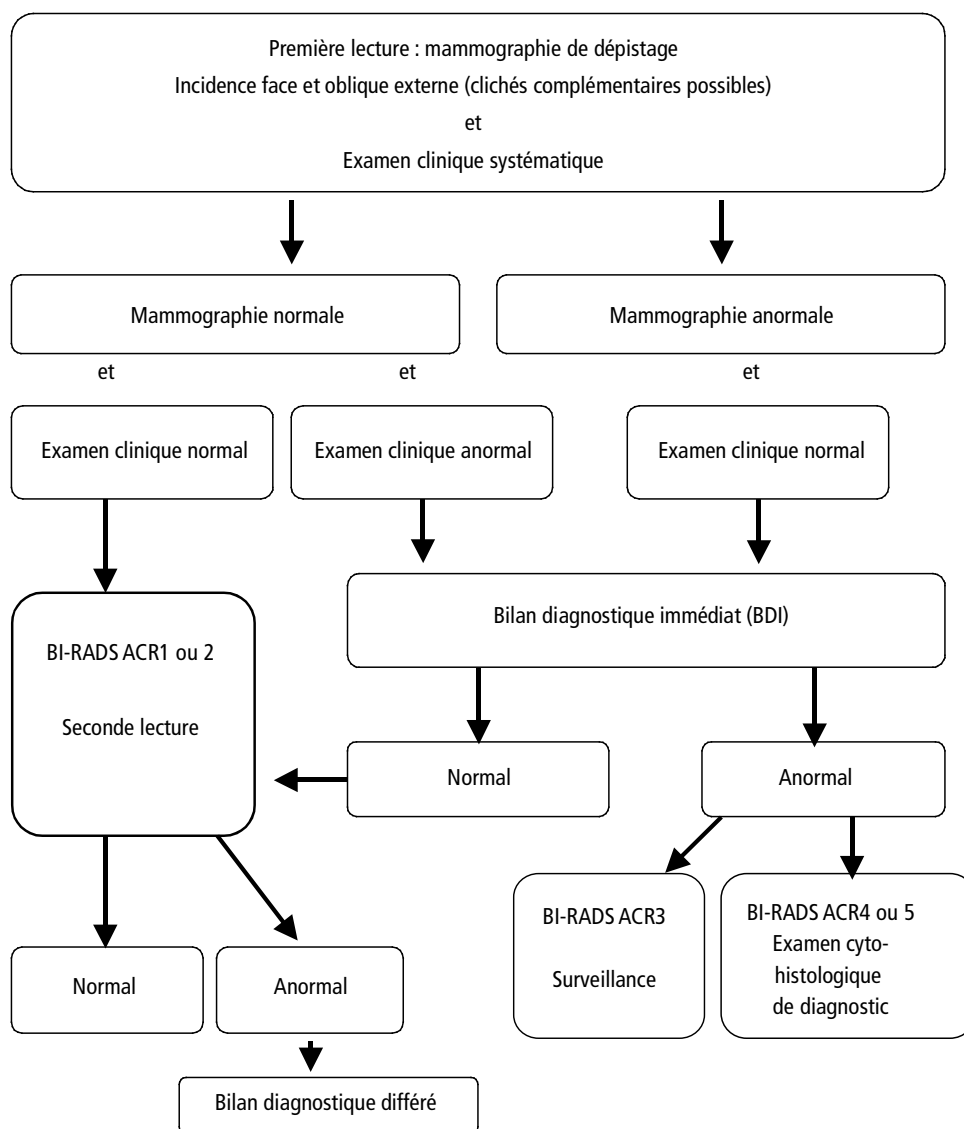 Première lecture : mammographie de dépistage
Incidence face et oblique externe (clichés complémentaires possibles)
et
Examen clinique systématique
Mammographie normale
Mammographie anormale
et
et
et
Examen clinique normal
Examen clinique anormal
Examen clinique normal
Bilan diagnostique immédiat (BDI)
BI-RADS ACR1 ou 2
Seconde lecture
Normal
Anormal
BI-RADS ACR3
Surveillance
BI-RADS ACR4 ou 5
Examen cyto-
histologique
de diagnostic
Normal
Anormal
Bilan diagnostique différé